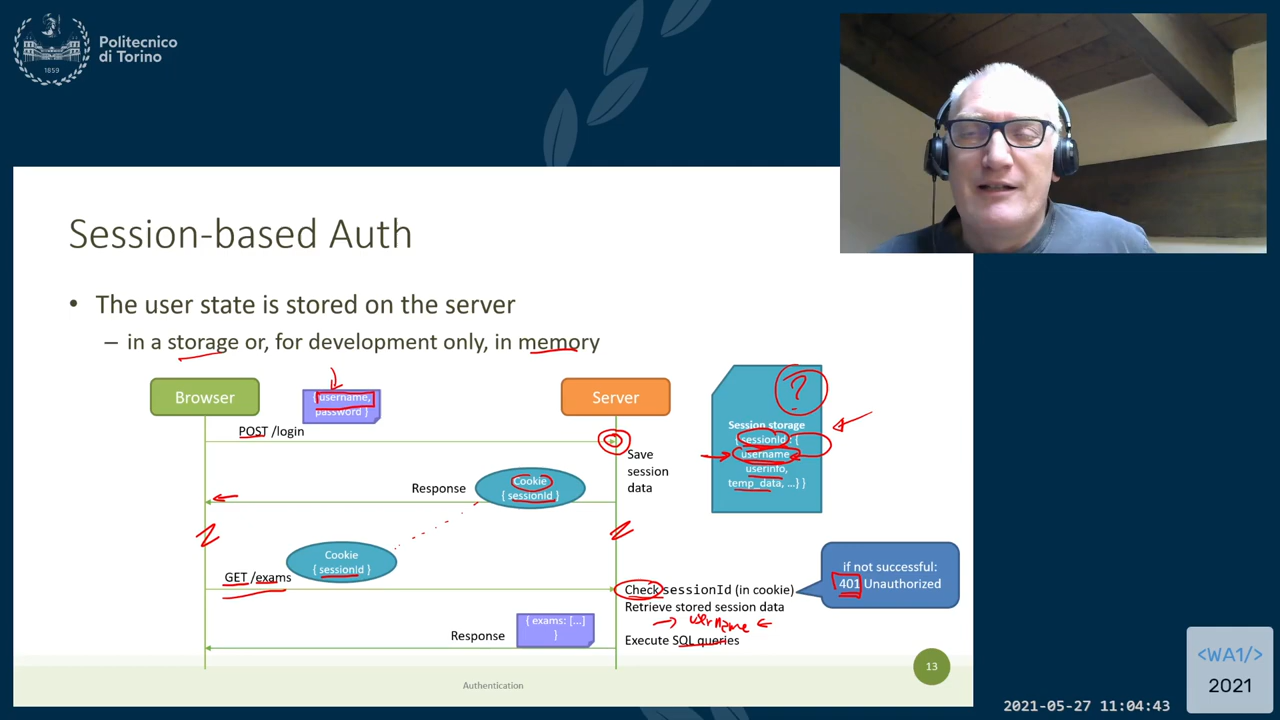 Politecnico
di Torino
1859
Session-based Auth
• The user state is stored on the server
– in a storage or, for development only, in memory
Browser
{ username,
password }
Server
?
POST /login
Session storage
{ sessionId : {
username,
userinfo,
temp_data, ...} }
Save
session
data
Response
Cookie
{ sessionId }
Cookie
{ sessionId }
GET /exams
Check sessionId (in cookie)
Retrieve stored session data
username
Execute SQL queries
if not successful:
401 Unauthorized
{ exams: [...]
}
Response
13
Authentication
<WA1/>
2021
2021-05-27 11:04:43